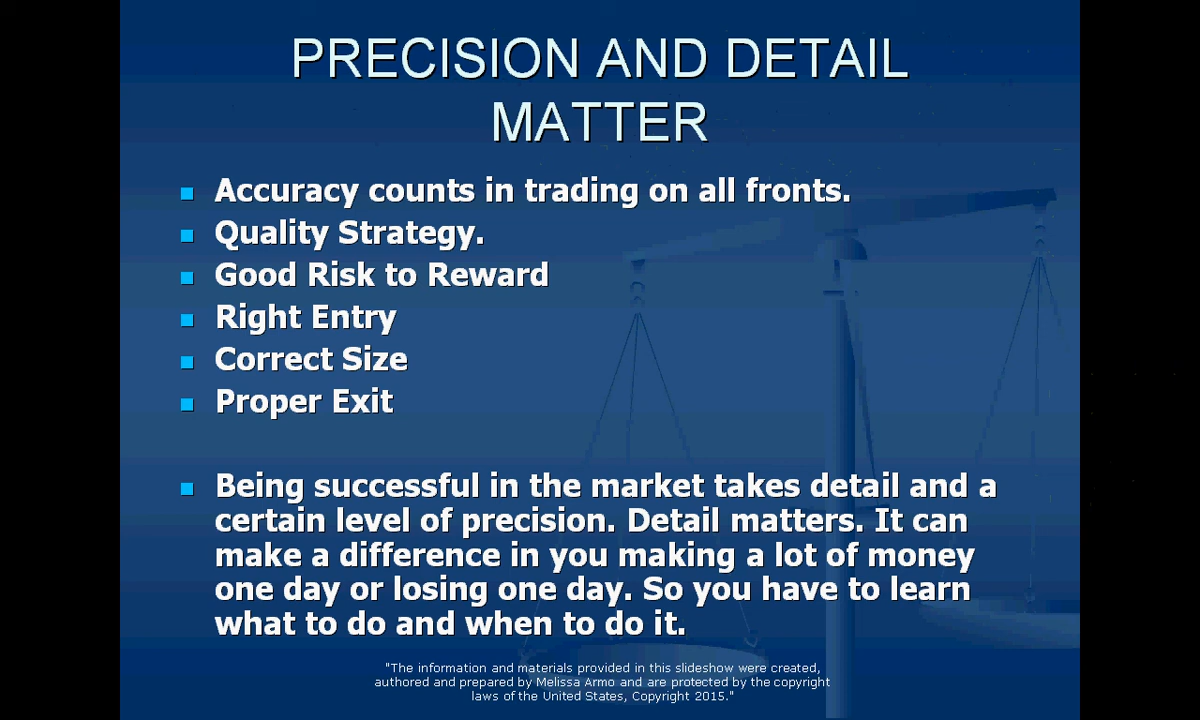 PRECISION AND DETAIL
MATTER
Accuracy counts in trading on all fronts.
Quality Strategy.
Good Risk to Reward
Right Entry
Correct Size
Proper Exit
Being successful in the market takes detail and a
certain level of precision. Detail matters. It can
make a difference in you making a lot of money
one day or losing one day. So you have to learn
what to do and when to do it.
"The information and materials provided in this slideshow were created,
authored and prepared by Melissa Armo and are protected by the copyright
laws of the United States, Copyright 2015."